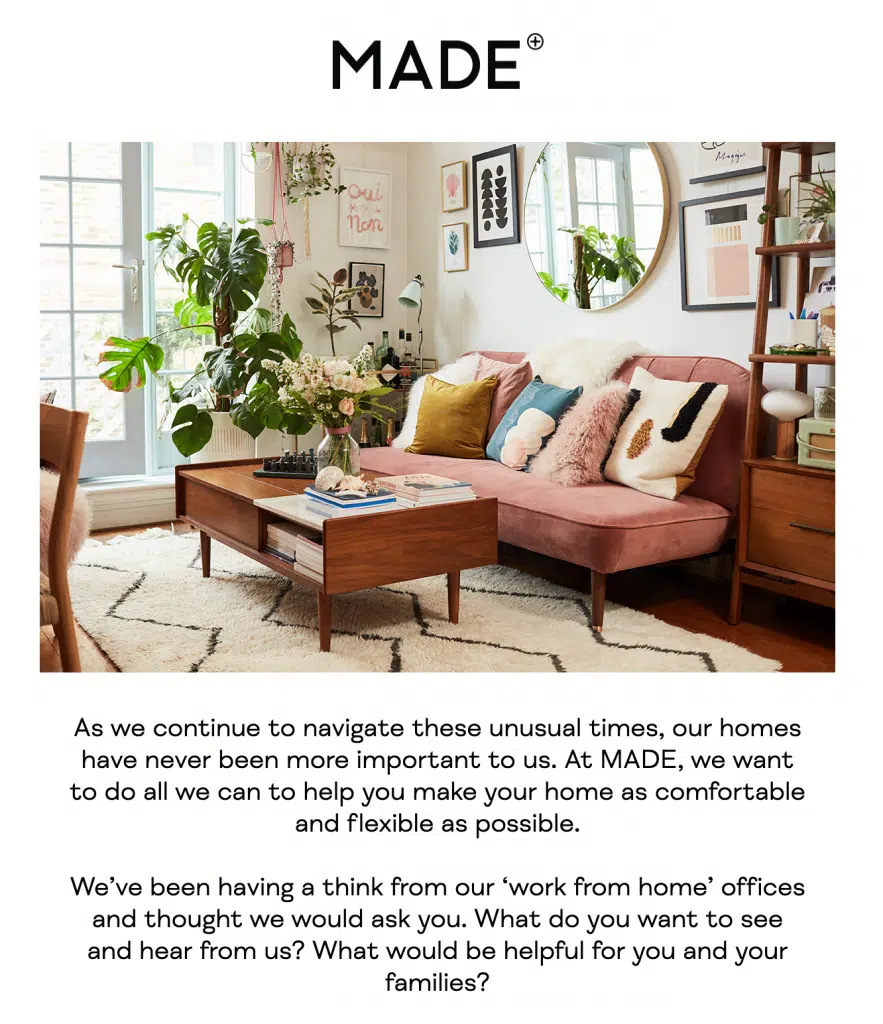 MADE
oui
non
Magique
As we continue to navigate these unusual times, our homes
have never been more important to us. At MADE, we want
to do all we can to help you make your home as comfortable
and flexible as possible.
We’ve been having a think from our ‘work from home’ offices
and thought we would ask you. What do you want to see
and hear from us? What would be helpful for you and your
families?